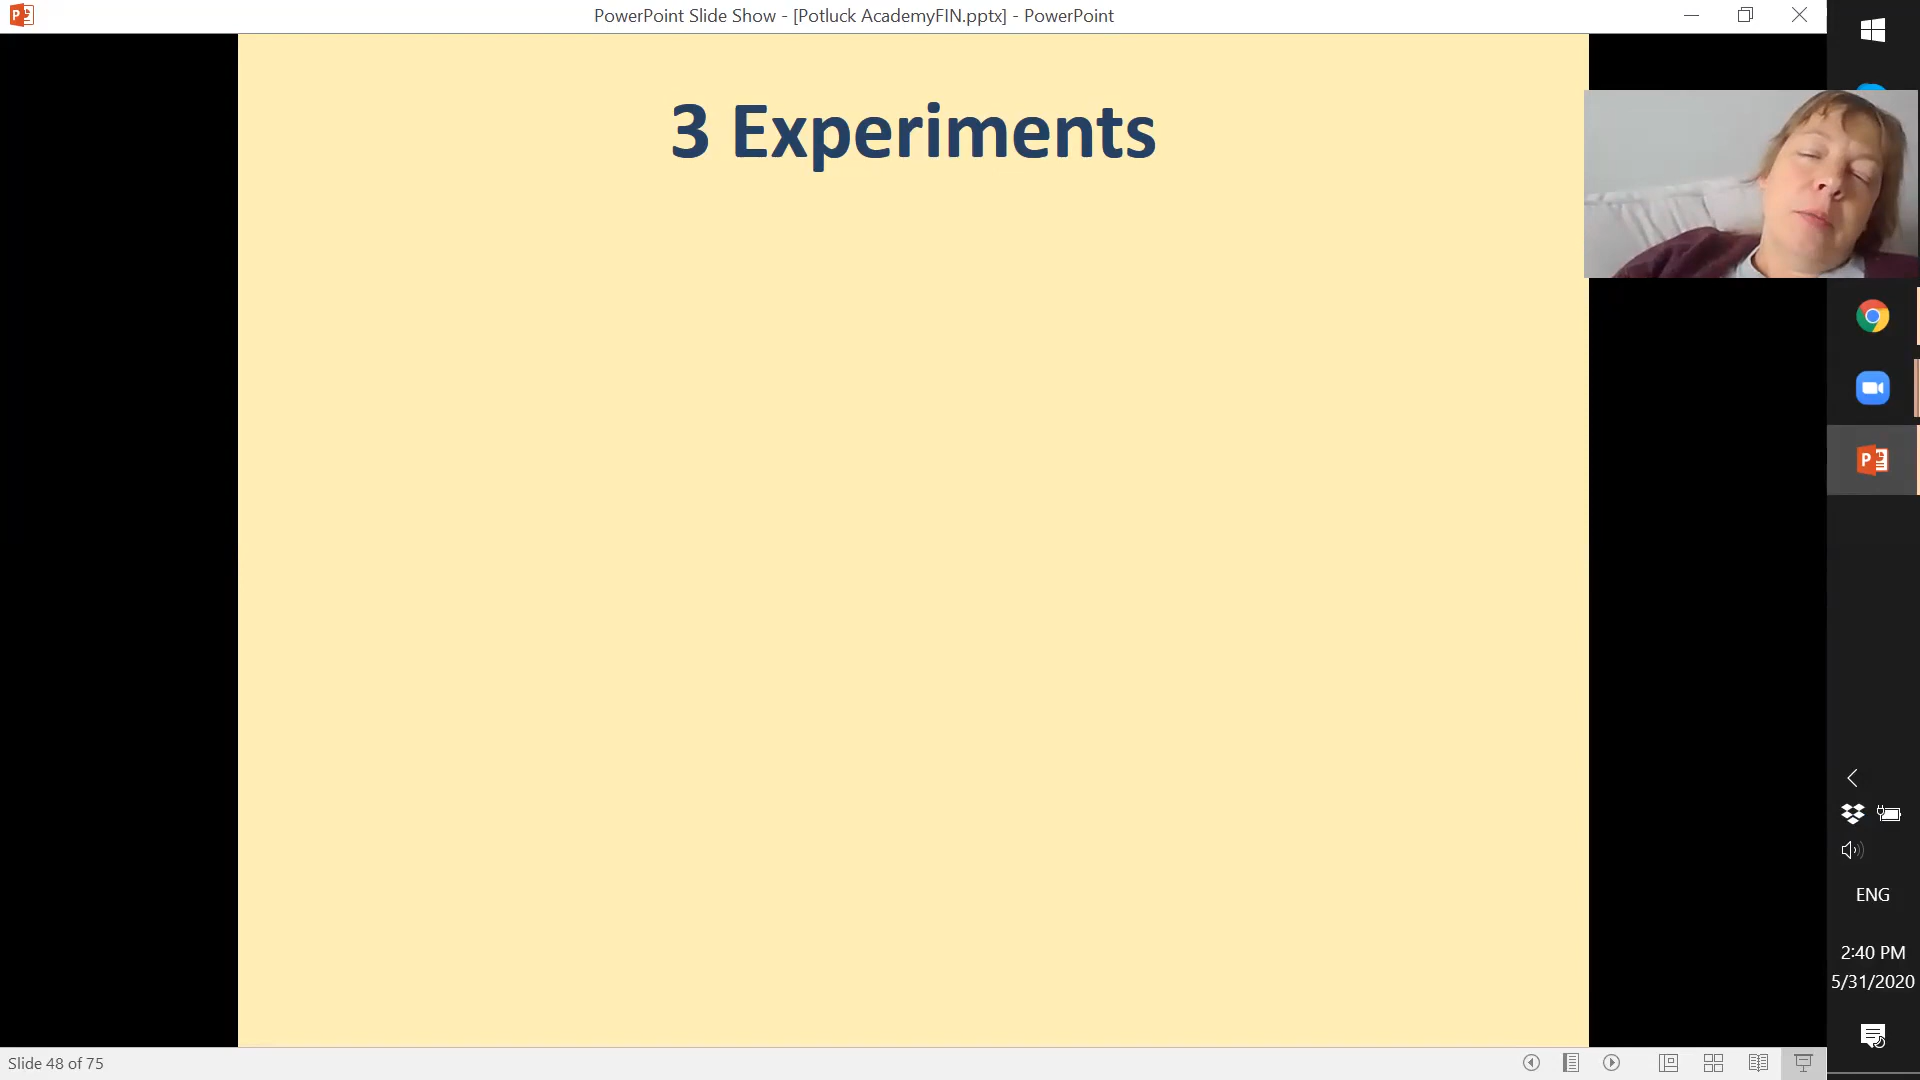 PowerPoint Slide Show - [Potluck AcademyFIN.pptx] - PowerPoint
3 Experiments
ENG
2:40 PM
5/31/2020
Slide 48 of 75